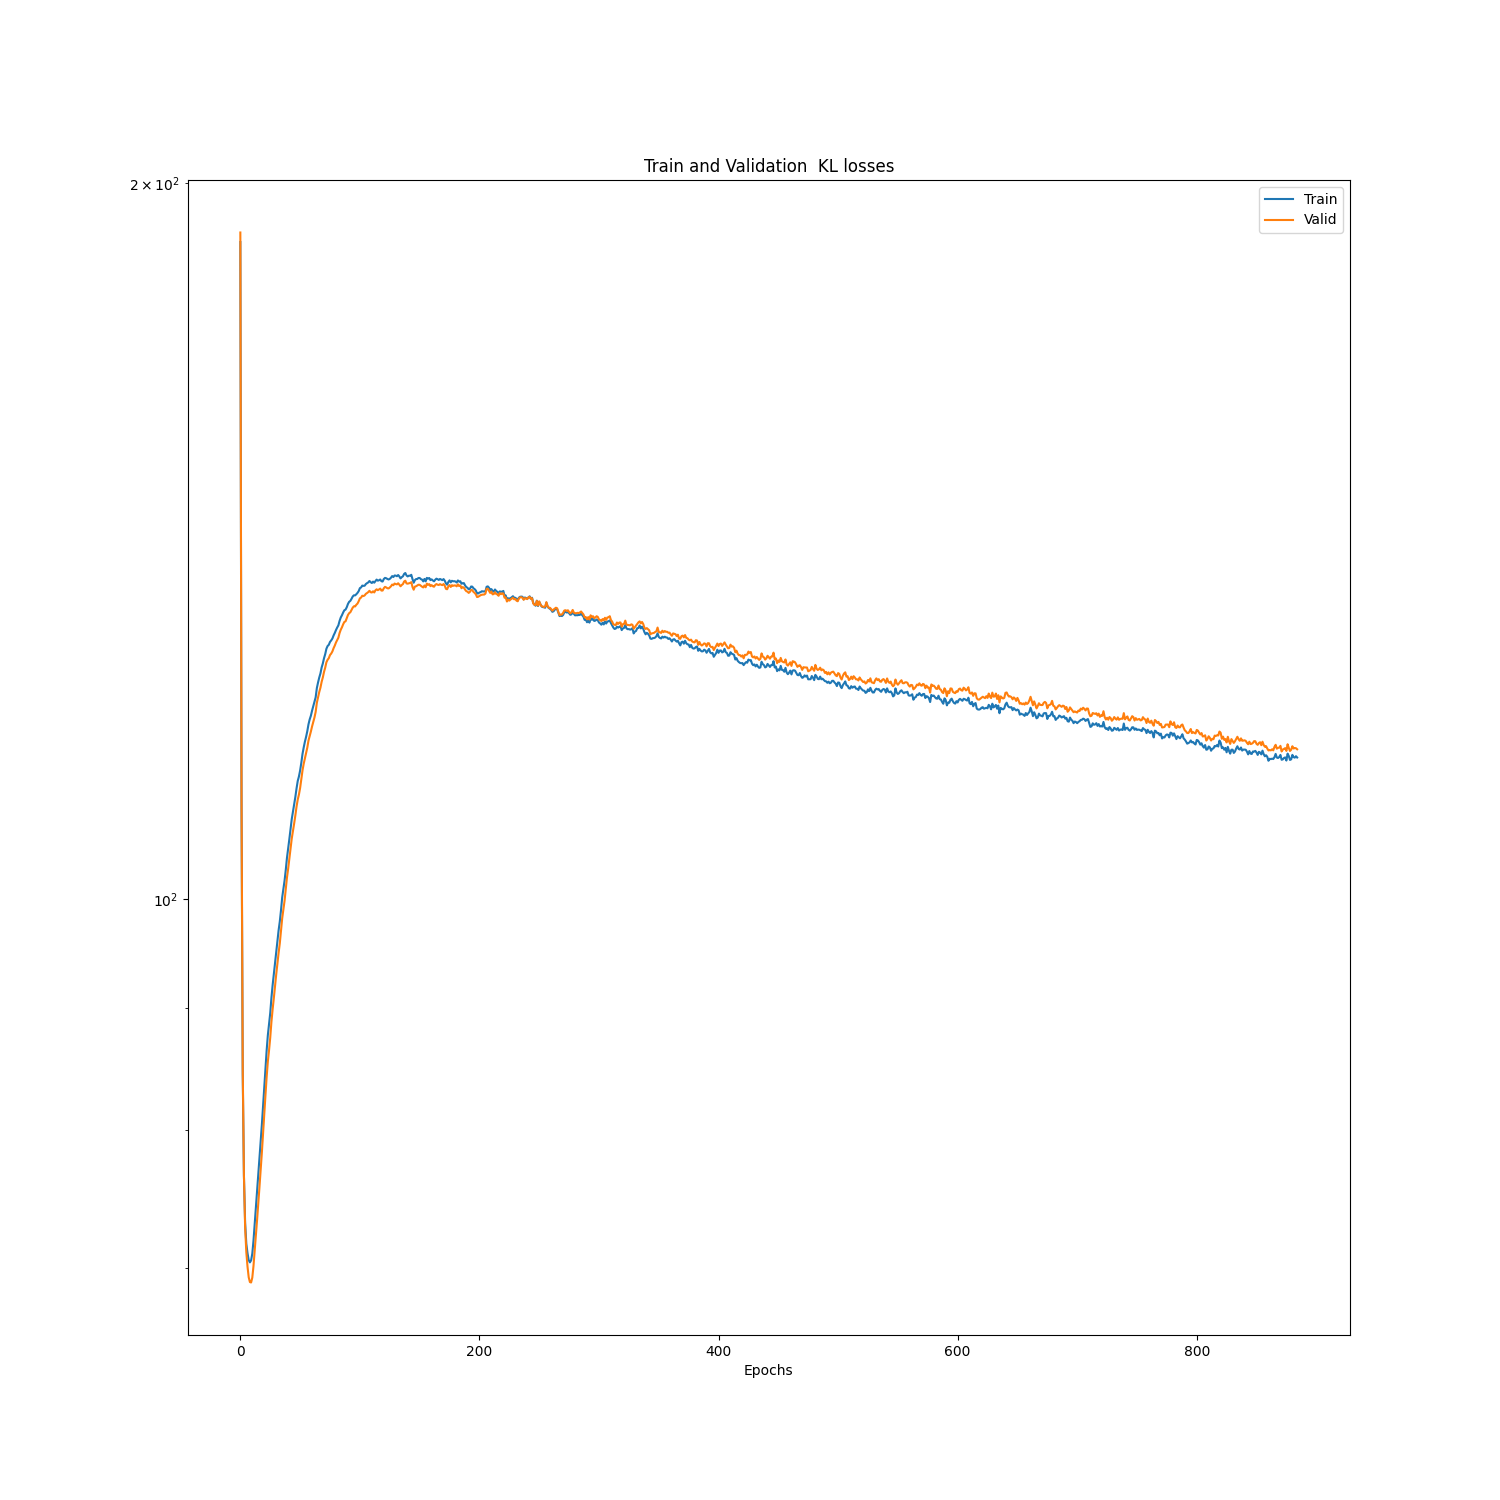 Train and Validation  KL losses
2 × 10²
Train
Valid
10²
0 200 400 600 800
Epochs